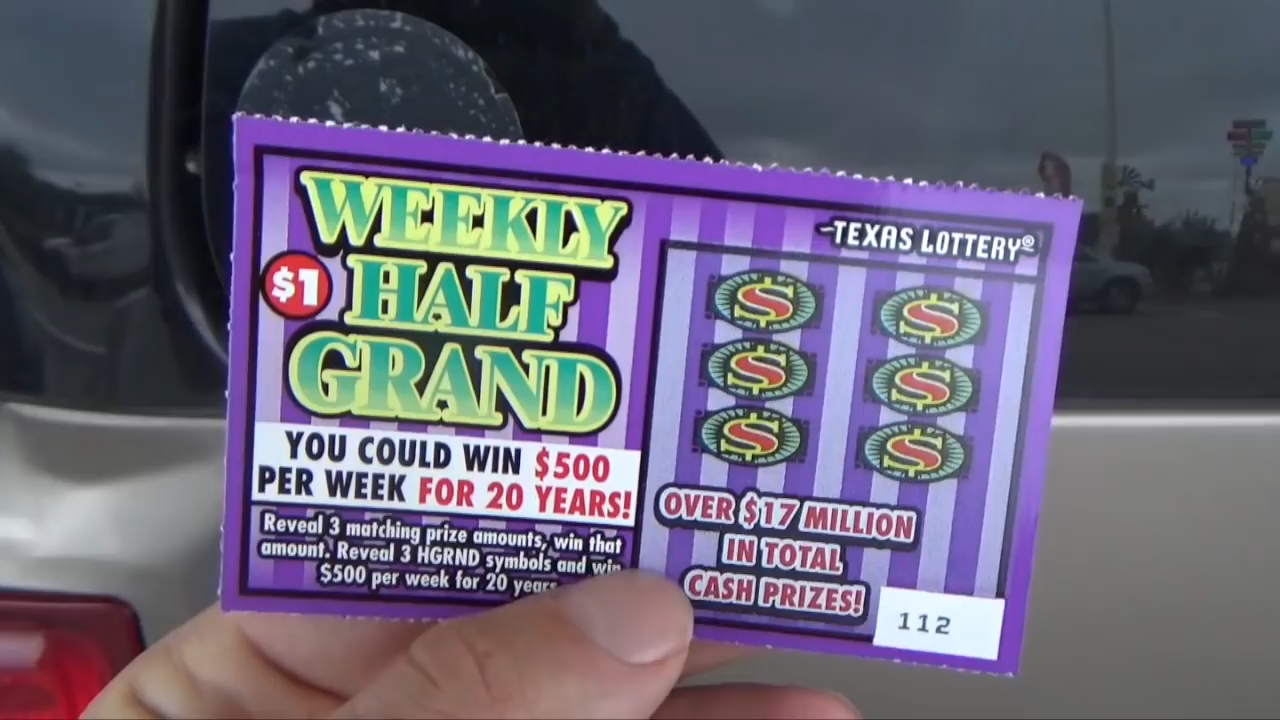 WEEKLY
$1 HALF
GRAND
YOU COULD WIN $500
PER WEEK FOR 20 YEARS!
Reveal 3 matching prize amounts, win that
amount. Reveal 3 HGRND symbols and win
$500 per week for 20 years
TEXAS LOTTERY®
$ $
$ $
$ $
OVER $17 MILLION
IN TOTAL
CASH PRIZES!
112